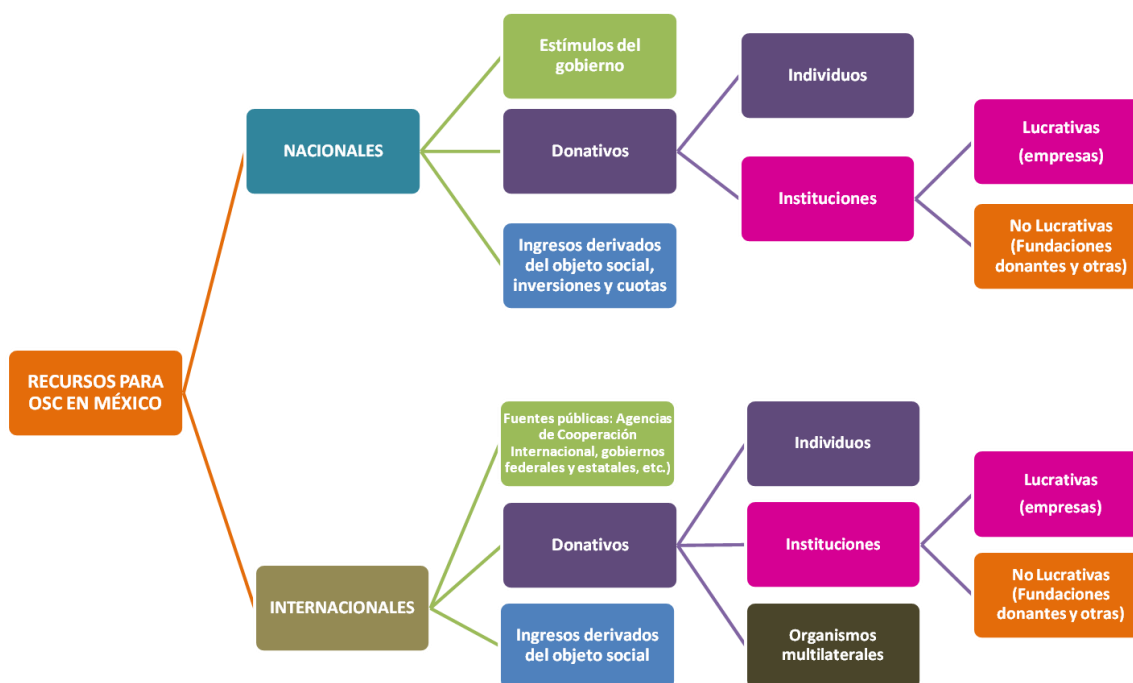 RECURSOS PARA
OSC EN MÉXICO
NACIONALES
Estímulos del
gobierno
Donativos
Individuos
Instituciones
Lucrativas
(empresas)
No Lucrativas
(Fundaciones
donantes y otras)
Ingresos derivados
del objeto social,
inversiones y cuotas
INTERNACIONALES
Fuentes públicas: Agencias
de Cooperación
Internacional, gobiernos
federales y estatales, etc.)
Donativos
Individuos
Instituciones
Lucrativas
(empresas)
No Lucrativas
(Fundaciones
donantes y otras)
Organismos
multilaterales
Ingresos derivados
del objeto social